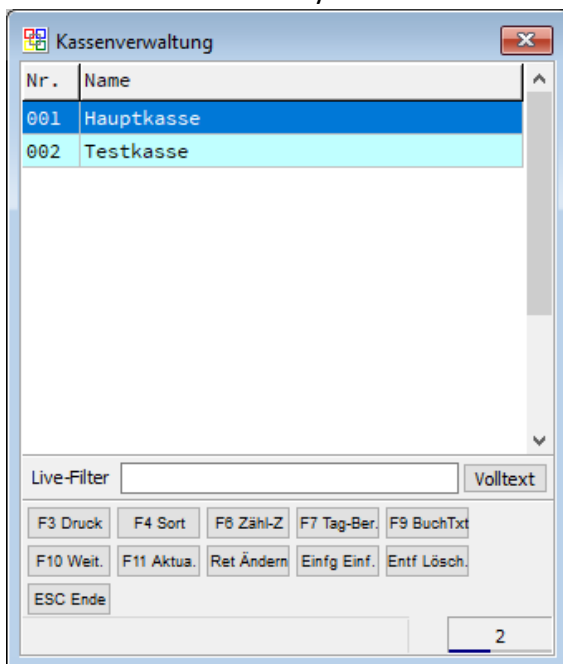 Kassenverwaltung
Nr. Name
001 Hauptkasse
002 Testkasse
Live-Filter Volltext
F3 Druck F4 Sort F6 Zähl-Z F7 Tag-Ber. F9 BuchTxt
F10 Weit. F11 Aktua. Ret Ändern Einfg Einf. Entf Lösch.
ESC Ende
2